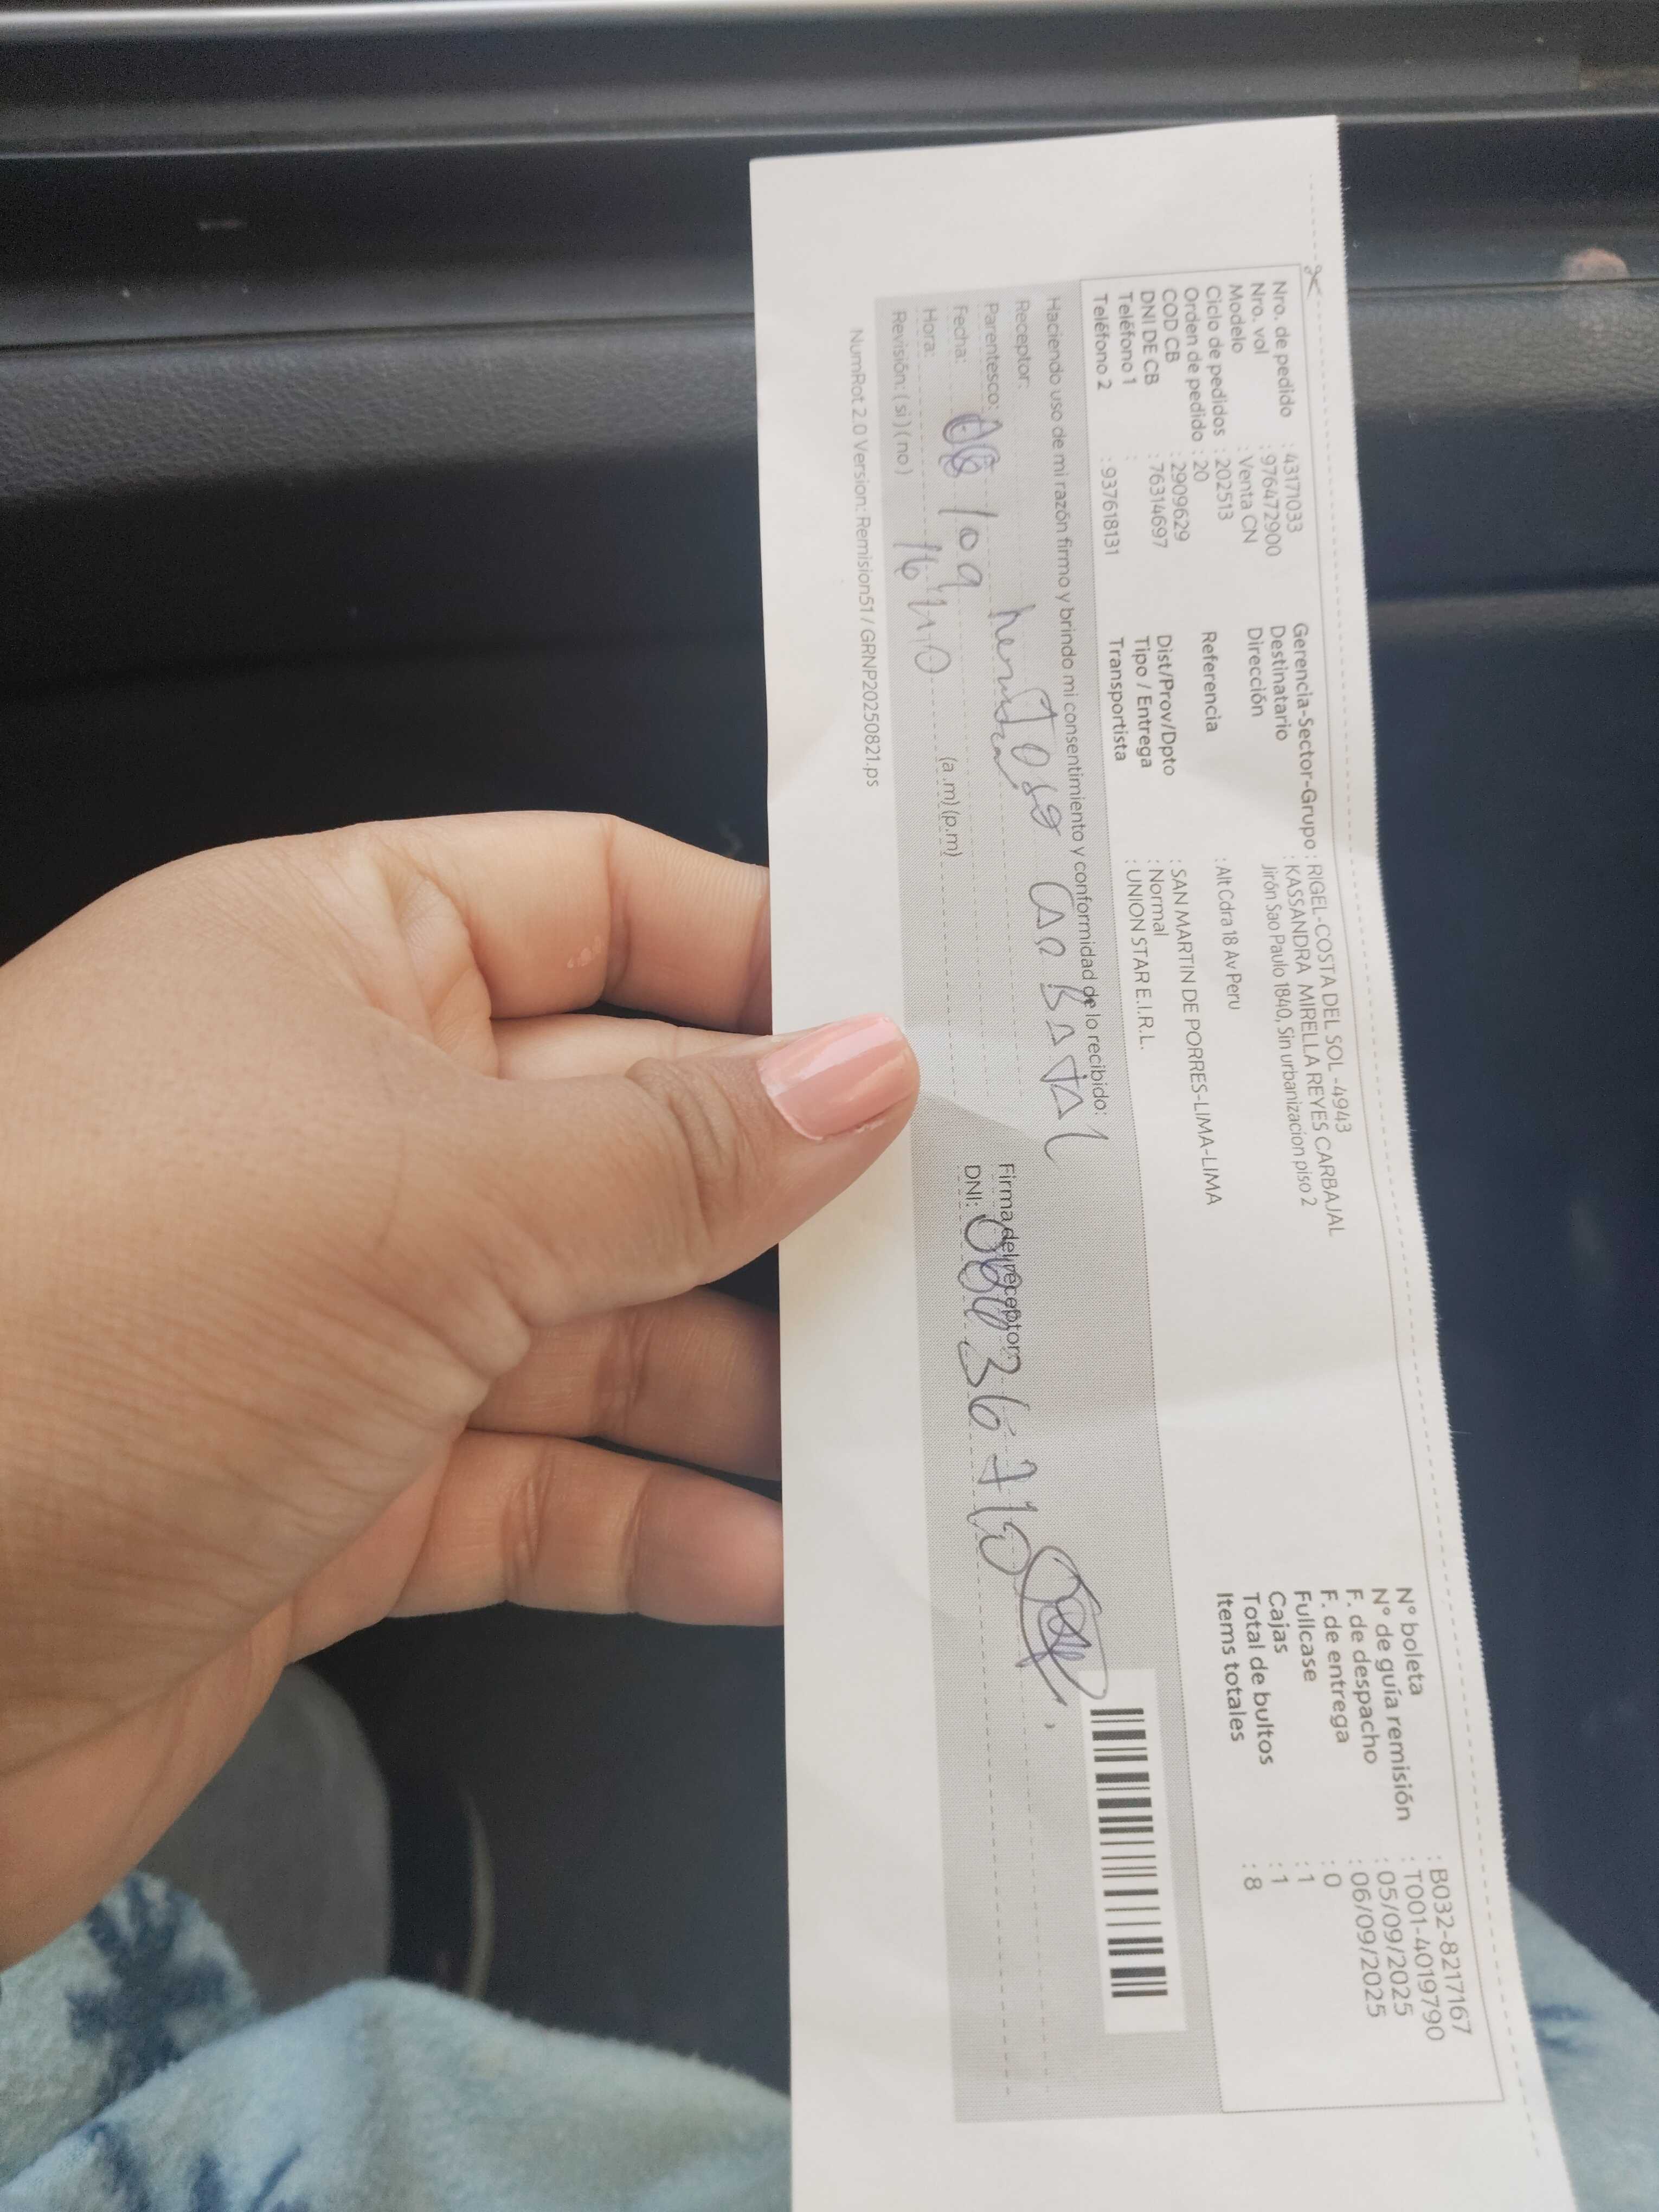 Nro. de pedido : 43171033
Nro. vol : 976472900
Modelo : Venta CN
Ciclo de pedidos : 202513
Orden de pedido : 20
COD CB : 2909629
DNI DE CB : 76314697
Teléfono 1 :
Teléfono 2 : 937618131
Gerencia-Sector-Grupo : RIGEL-COSTA DEL SOL -4943
Destinatario : KASSANDRA MIRELLA REYES CARBAJAL
Dirección : Jirón Sao Paulo 1840, Sin urbanizacion piso 2
Referencia : Alt Cdra 18 Av Peru
Dist/Prov/Dpto : SAN MARTIN DE PORRES-LIMA-LIMA
Tipo / Entrega : Normal
Transportista : UNION STAR E.I.R.L.
N° boleta : B032-8217167
N° de guía remisión : T001-4019790
F. de despacho : 05/09/2025
F. de entrega : 06/09/2025
Fullcase : 0
Cajas : 1
Total de bultos : 1
Items totales : 8
Haciendo uso de mi razón firmo y brindo mi consentimiento y conformidad de lo recibido:
Receptor: Jose
Parentesco:
Fecha: 06/09
Hora: (a.m) (p.m)
Revisión: ( si ) ( no )
Firma del receptor:
DNI:
NumRot 2.0 Version: Remision51 / GRNP20250821.ps